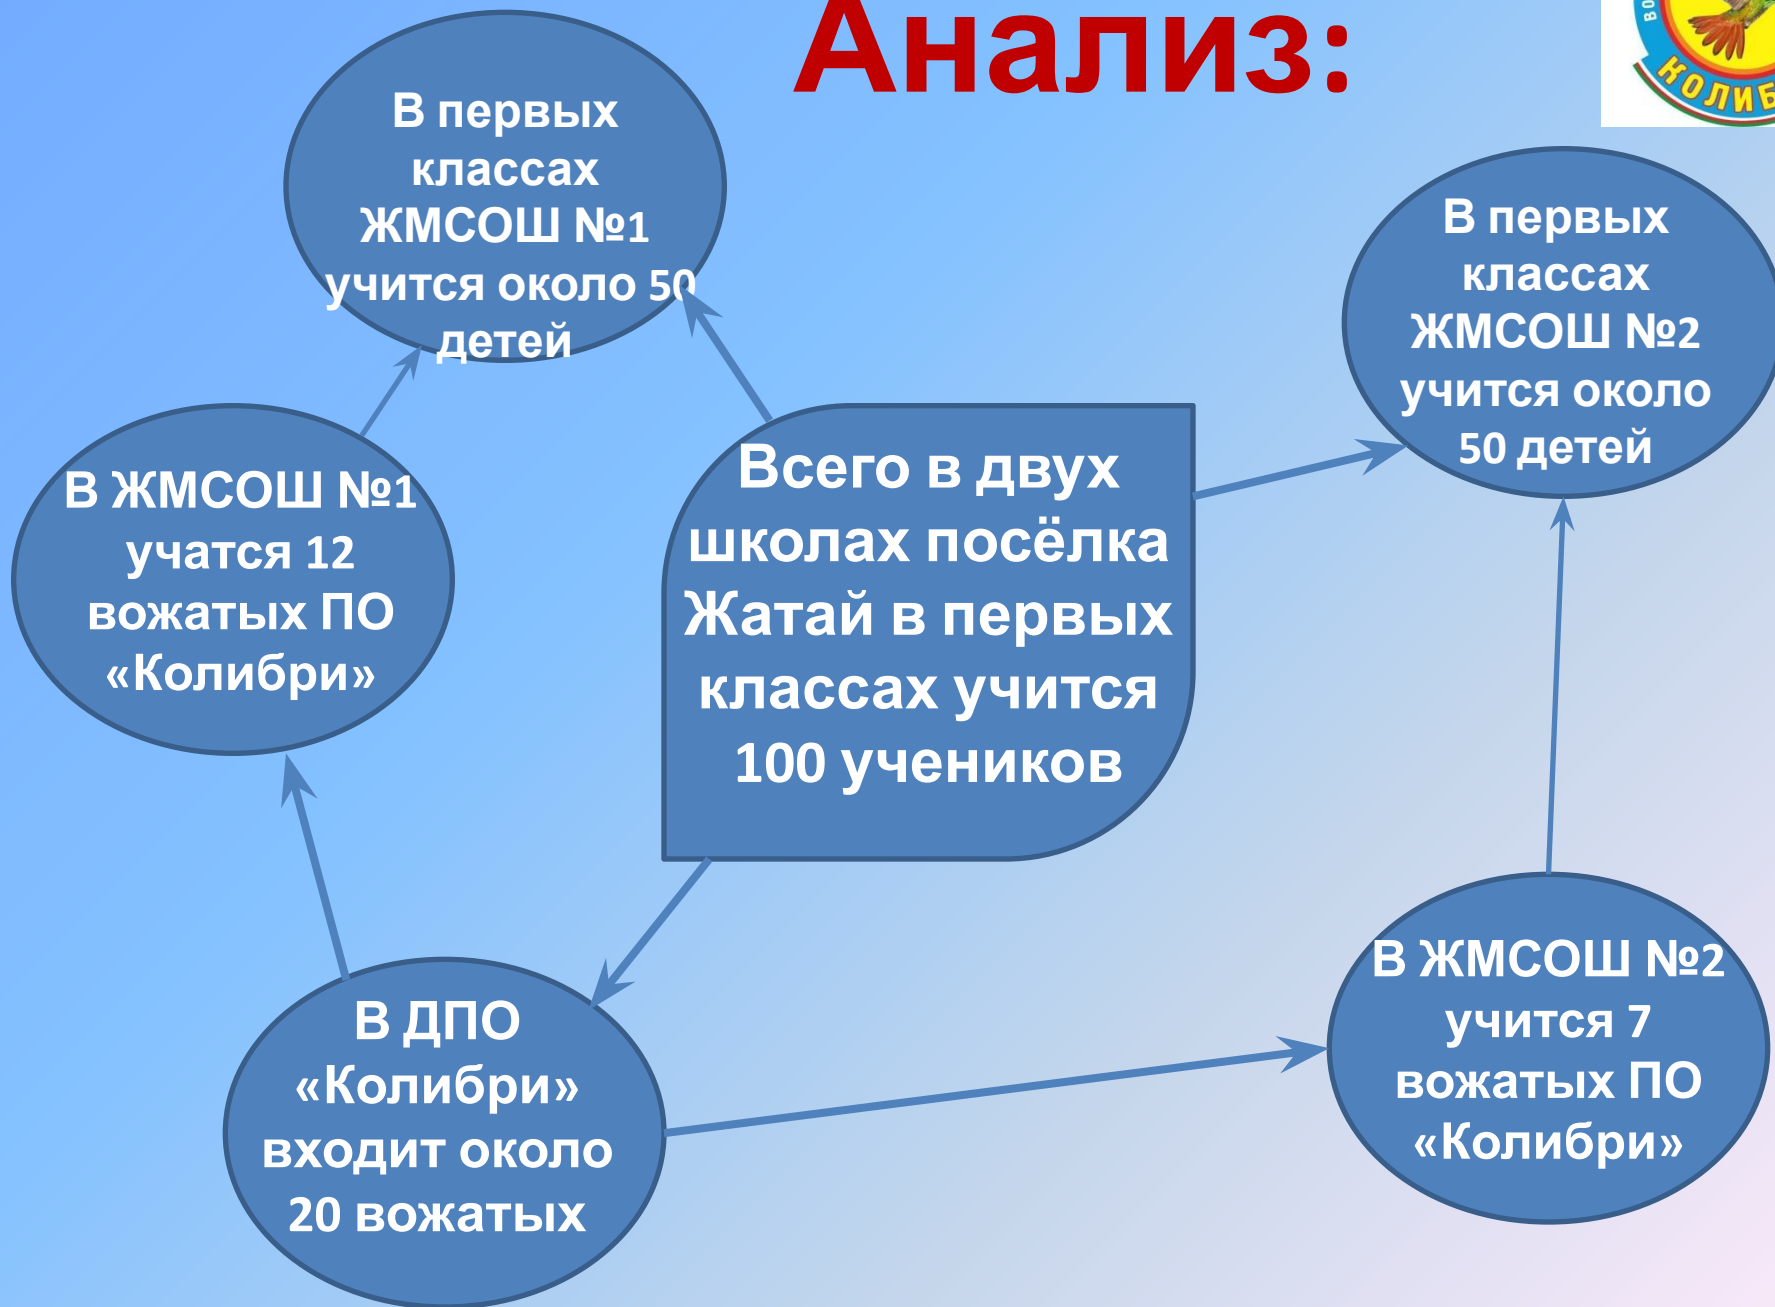 Анализ:
В первых
классах
ЖМСОШ №1
учится около 50
детей
В первых
классах
ЖМСОШ №2
учится около
50 детей
В ЖМСОШ №1
учатся 12
вожатых ПО
«Колибри»
Всего в двух
школах посёлка
Жатай в первых
классах учится
100 учеников
В ДПО
«Колибри»
входит около
20 вожатых
В ЖМСОШ №2
учится 7
вожатых ПО
«Колибри»